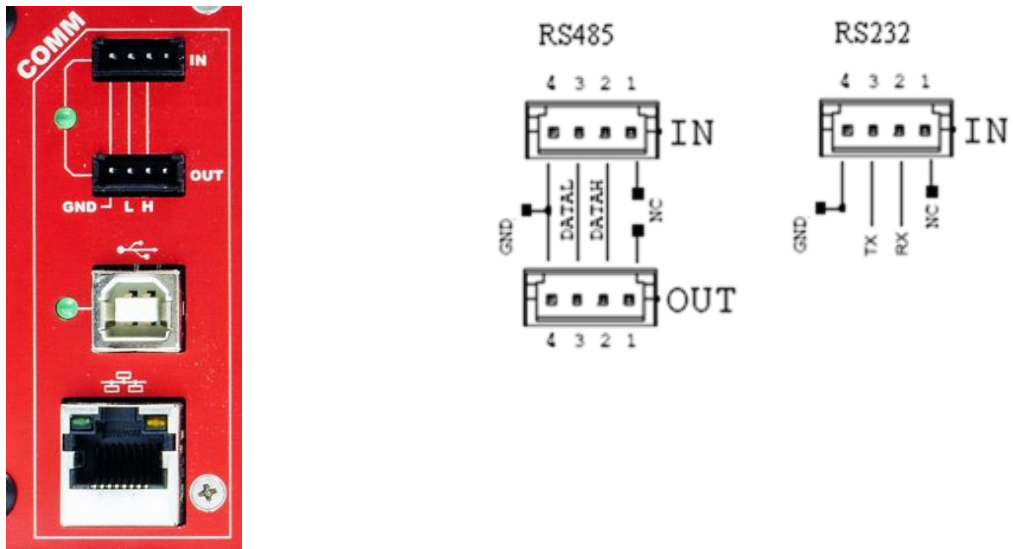 COMM
IN
OUT
GND L H
RS485
4 3 2 1
IN
GND
DATAL
DATAH
NC
OUT
4 3 2 1
RS232
4 3 2 1
IN
GND
TX
RX
NC